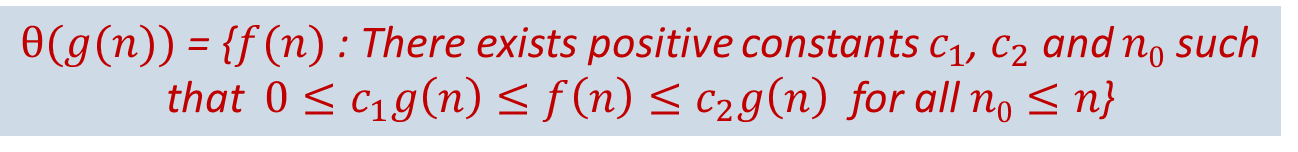 θ(g(n)) = {f(n) : There exists positive constants c₁, c₂ and n₀ such
that 0 ≤ c₁g(n) ≤ f(n) ≤ c₂g(n) for all n₀ ≤ n}